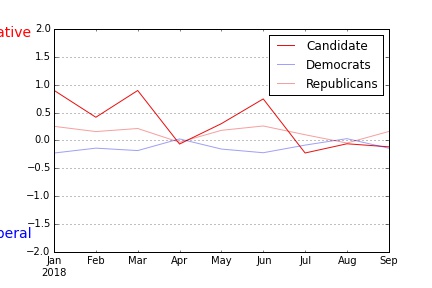 ative
2.0
1.5
1.0
0.5
0.0
−0.5
−1.0
−1.5
−2.0
beral
Candidate
Democrats
Republicans
Jan Feb Mar Apr May Jun Jul Aug Sep
2018